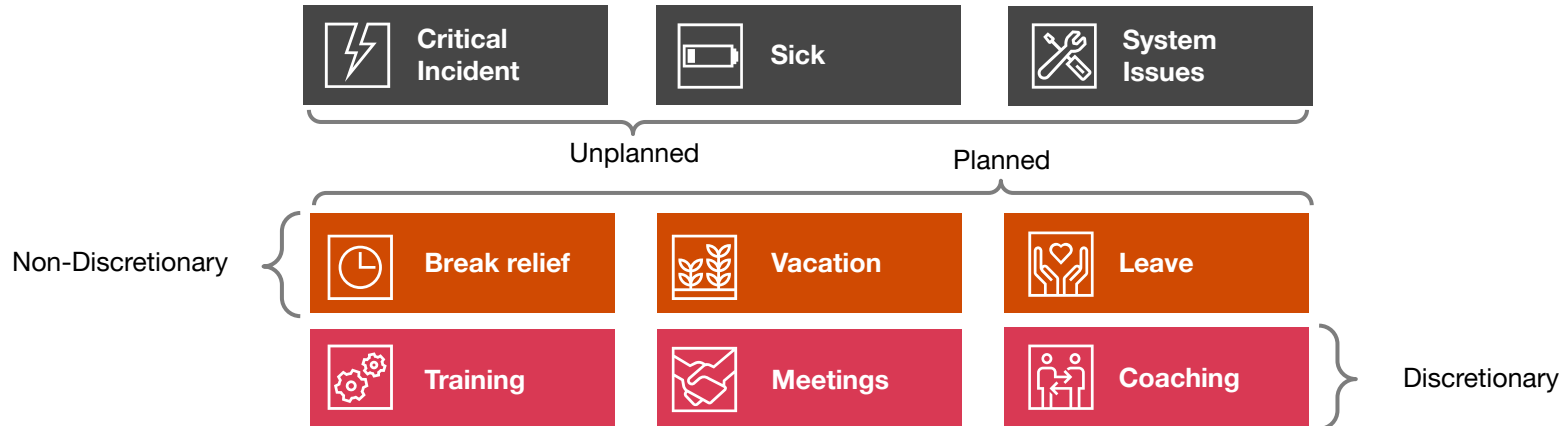 Critical
Incident
Sick
System
Issues
Unplanned
Planned
Non-Discretionary
Break relief
Vacation
Leave
Training
Meetings
Coaching
Discretionary